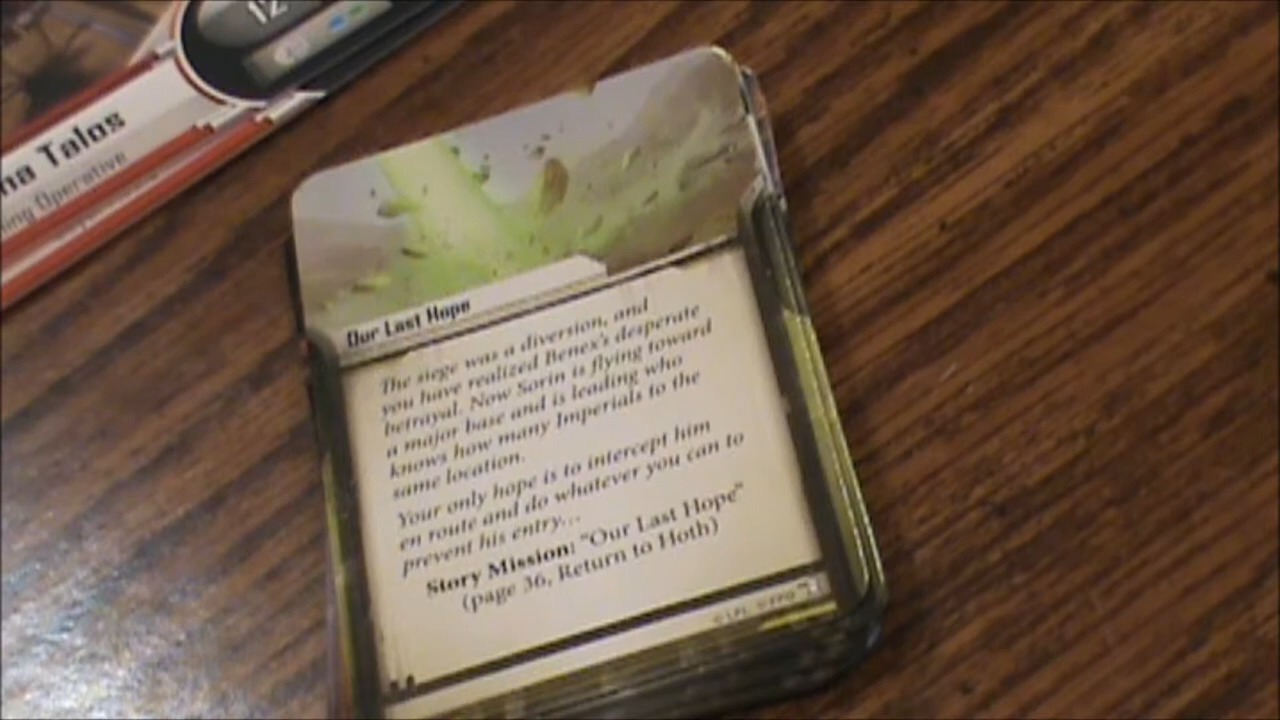 12
na Talos
ing Operative
Our Last Hope
The siege was a diversion, and
you have realized Benex's desperate
betrayal. Now Sorin is flying toward
a major base and is leading who
knows how many Imperials to the
same location.
Your only hope is to intercept him
en route and do whatever you can to
prevent his entry...
Story Mission: "Our Last Hope"
(page 36, Return to Hoth)
© LFL © FFG